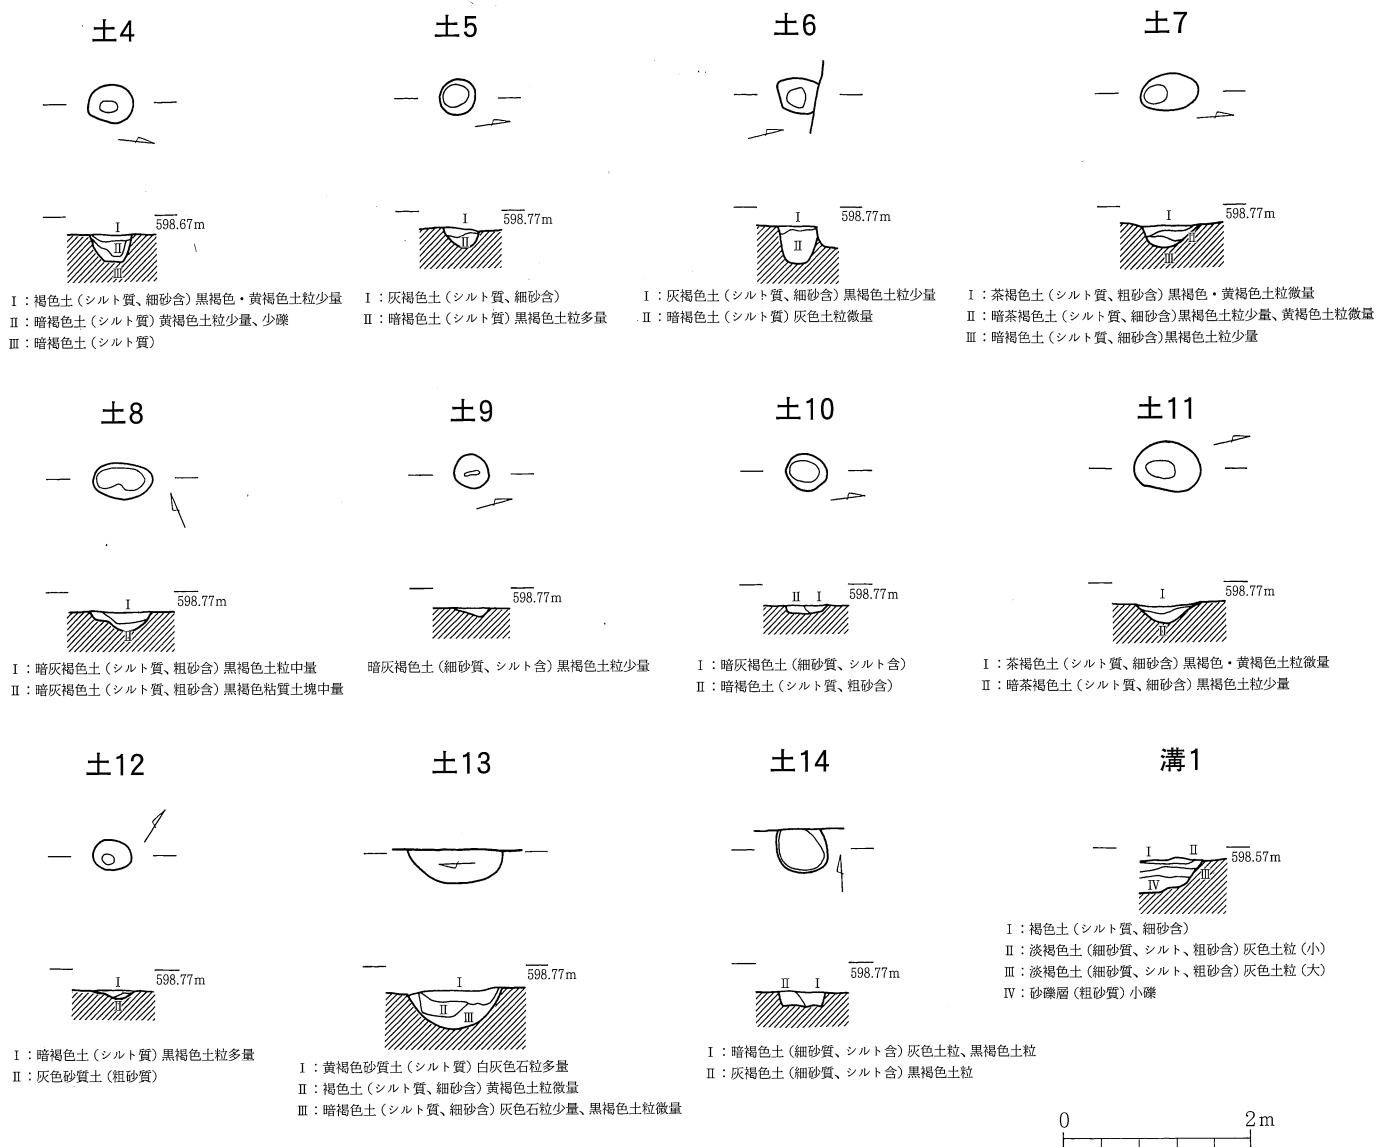 土4
Ⅰ
598.67m
Ⅱ
Ⅲ
Ⅰ：褐色土（シルト質、細砂含）黒褐色・黄褐色土粒少量
Ⅱ：暗褐色土（シルト質）黄褐色土粒少量、少礫
Ⅲ：暗褐色土（シルト質）
土5
Ⅰ
598.77m
Ⅱ
Ⅰ：灰褐色土（シルト質、細砂含）
Ⅱ：暗褐色土（シルト質）黒褐色土粒多量
土6
Ⅰ
598.77m
Ⅱ
Ⅰ：灰褐色土（シルト質、細砂含）黒褐色土粒少量
Ⅱ：暗褐色土（シルト質）灰色土粒微量
土7
Ⅰ
598.77m
Ⅱ
Ⅲ
Ⅰ：茶褐色土（シルト質、粗砂含）黒褐色・黄褐色土粒微量
Ⅱ：暗茶褐色土（シルト質、細砂含）黒褐色土粒少量、黄褐色土粒微量
Ⅲ：暗褐色土（シルト質、細砂含）黒褐色土粒少量
土8
Ⅰ
598.77m
Ⅱ
Ⅰ：暗灰褐色土（シルト質、粗砂含）黒褐色土粒中量
Ⅱ：暗灰褐色土（シルト質、粗砂含）黒褐色粘質土塊中量
土9
598.77m
暗灰褐色土（細砂質、シルト含）黒褐色土粒少量
土10
Ⅱ Ⅰ
598.77m
Ⅰ：暗灰褐色土（細砂質、シルト含）
Ⅱ：暗褐色土（シルト質、粗砂含）
土11
Ⅰ
598.77m
Ⅱ
Ⅰ：茶褐色土（シルト質、細砂含）黒褐色・黄褐色土粒微量
Ⅱ：暗茶褐色土（シルト質、細砂含）黒褐色土粒少量
土12
Ⅰ
598.77m
Ⅱ
Ⅰ：暗褐色土（シルト質）黒褐色土粒多量
Ⅱ：灰色砂質土（粗砂質）
土13
Ⅰ
598.77m
Ⅱ
Ⅲ
Ⅰ：黄褐色砂質土（シルト質）白灰色石粒多量
Ⅱ：褐色土（シルト質、細砂含）黄褐色土粒微量
Ⅲ：暗褐色土（シルト質、細砂含）灰色石粒少量、黒褐色土粒微量
土14
Ⅱ Ⅰ
598.77m
Ⅰ：暗褐色土（細砂質、シルト含）灰色土粒、黒褐色土粒
Ⅱ：灰褐色土（細砂質、シルト含）黒褐色土粒
溝1
Ⅰ Ⅱ
598.57m
Ⅲ
Ⅳ
Ⅰ：褐色土（シルト質、細砂含）
Ⅱ：淡褐色土（細砂質、シルト、粗砂含）灰色土粒（小）
Ⅲ：淡褐色土（細砂質、シルト、粗砂含）灰色土粒（大）
Ⅳ：砂礫層（粗砂質）小礫
0 2m